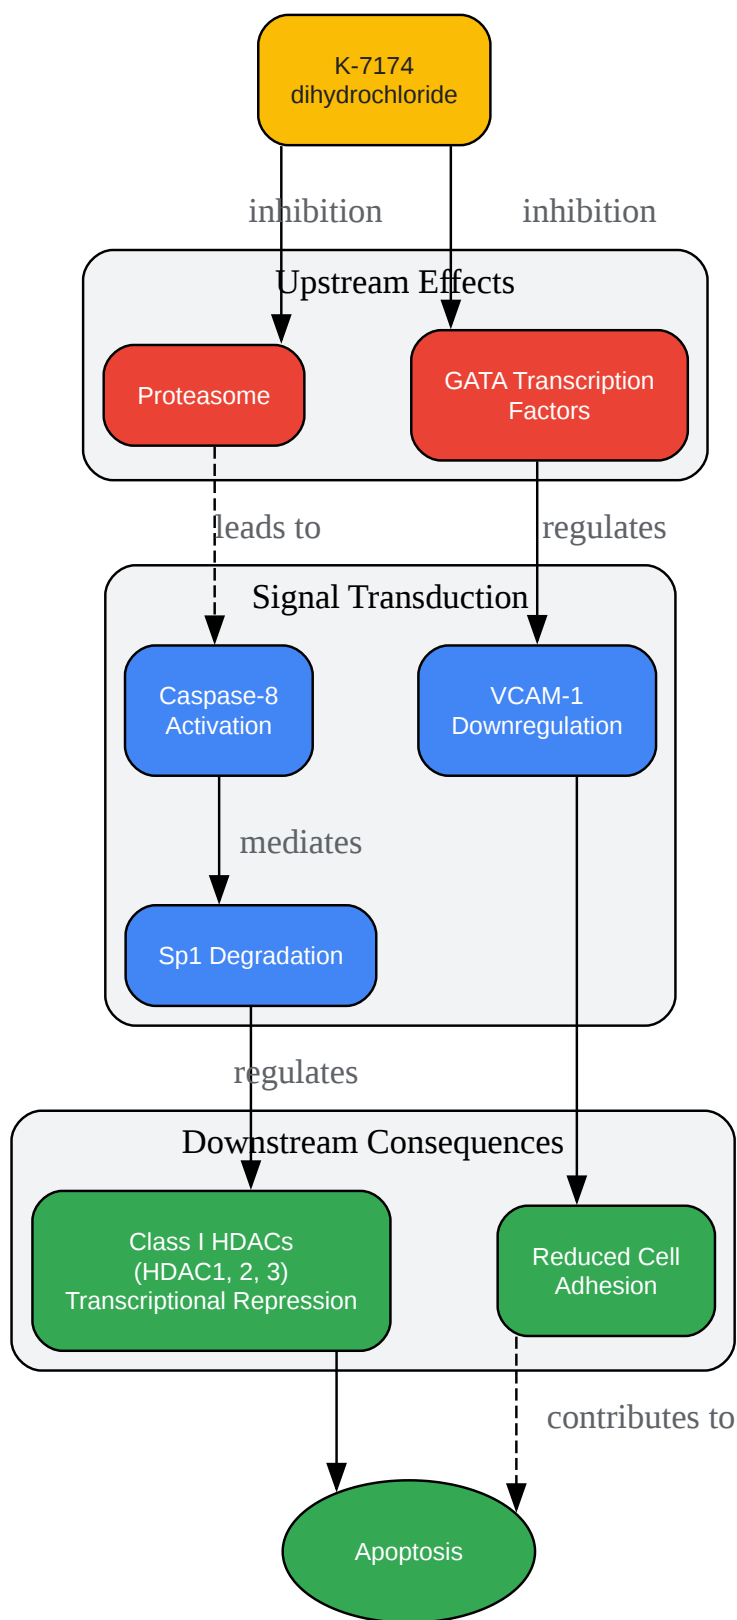 K-7174
dihydrochloride
inhibition
inhibition
Upstream Effects
Proteasome
GATA Transcription
Factors
leads to
regulates
Signal Transduction
Caspase-8
Activation
VCAM-1
Downregulation
mediates
Sp1 Degradation
regulates
Downstream Consequences
Class I HDACs
(HDAC1, 2, 3)
Transcriptional Repression
Reduced Cell
Adhesion
contributes to
Apoptosis